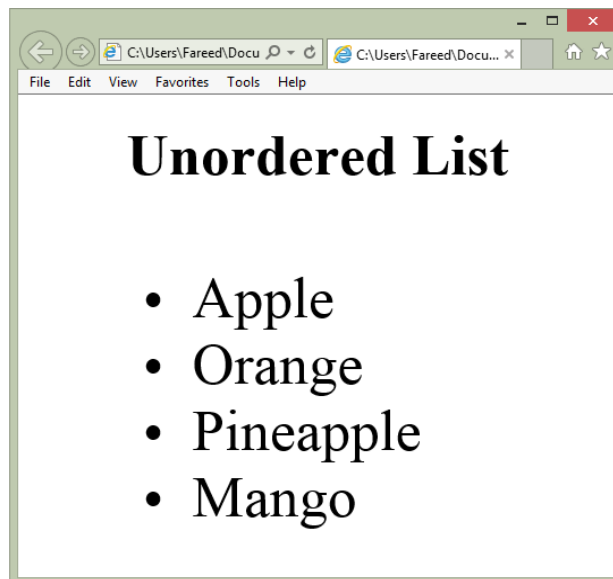 C:\Users\Fareed\Docu
C:\Users\Fareed\Docu...
File Edit View Favorites Tools Help
Unordered List
• Apple
• Orange
• Pineapple
• Mango